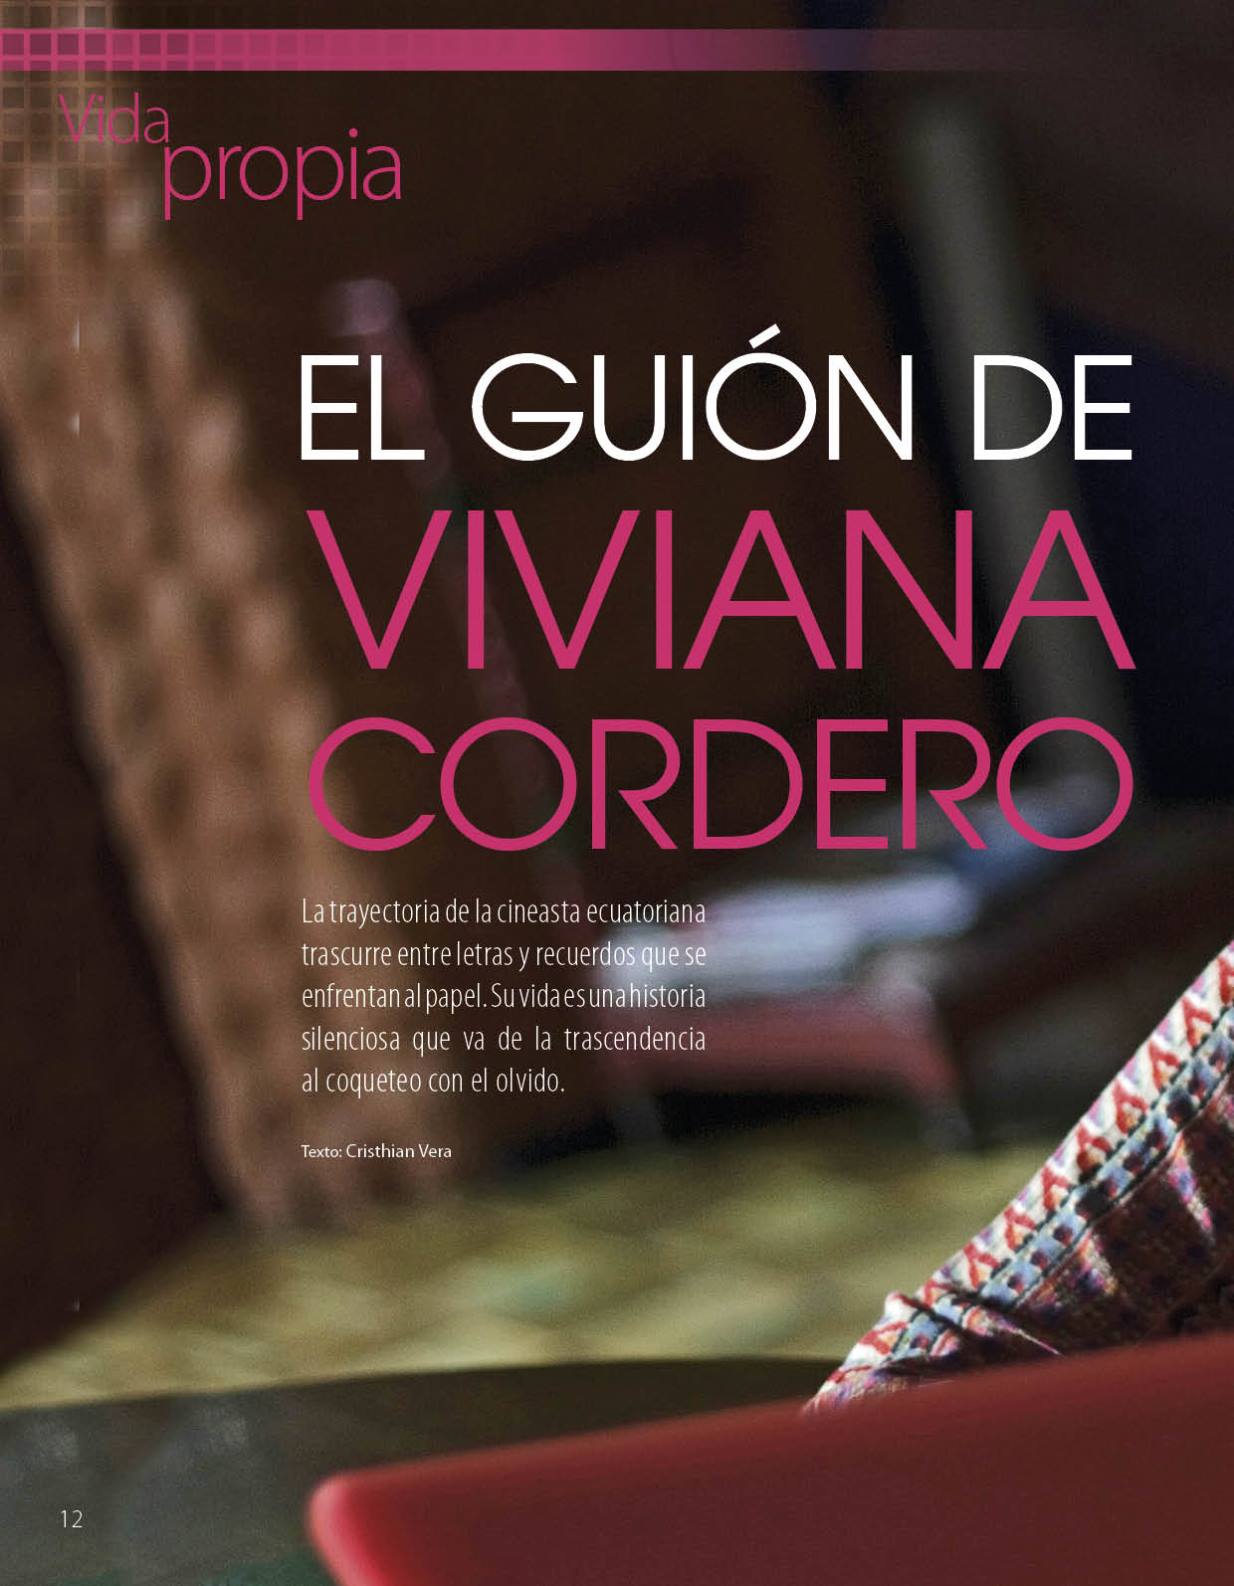 Vida
propia
EL GUIÓN DE
VIVIANA
CORDERO
La trayectoria de la cineasta ecuatoriana
trascurre entre letras y recuerdos que se
enfrentan al papel. Su vida es una historia
silenciosa que va de la trascendencia
al coqueteo con el olvido.
Texto: Cristhian Vera
12